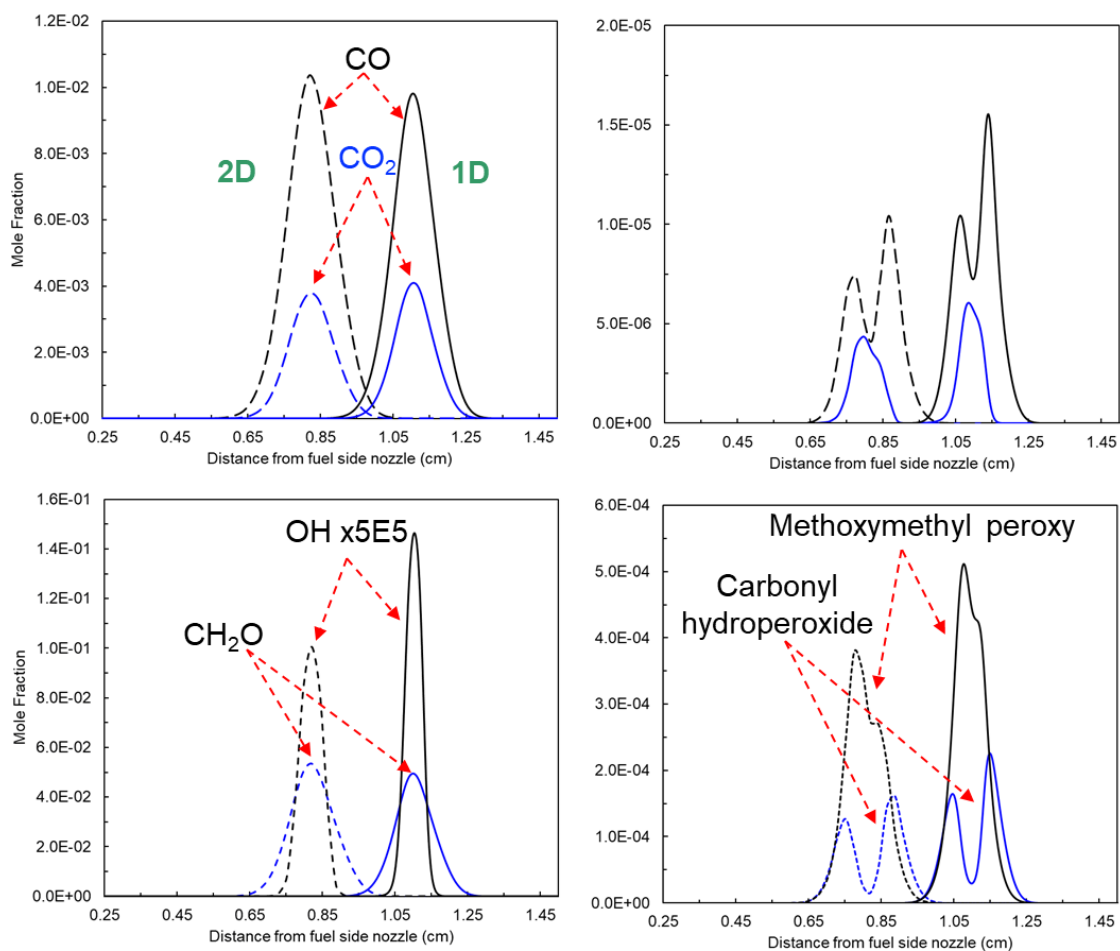 1.2E-02
1.0E-02
8.0E-03
6.0E-03
4.0E-03
2.0E-03
0.0E+00
Mole Fraction
CO
CO₂
2D
1D
0.25 0.45 0.65 0.85 1.05 1.25 1.45
Distance from fuel side nozzle (cm)
2.0E-05
1.5E-05
1.0E-05
5.0E-06
0.0E+00
0.25 0.45 0.65 0.85 1.05 1.25 1.45
Distance from fuel side nozzle (cm)
1.6E-01
1.4E-01
1.2E-01
1.0E-01
8.0E-02
6.0E-02
4.0E-02
2.0E-02
0.0E+00
Mole Fraction
OH x5E5
CH₂O
0.25 0.45 0.65 0.85 1.05 1.25 1.45
Distance from fuel side nozzle (cm)
6.0E-04
5.0E-04
4.0E-04
3.0E-04
2.0E-04
1.0E-04
0.0E+00
Methoxymethyl peroxy
Carbonyl
hydroperoxide
0.25 0.45 0.65 0.85 1.05 1.25 1.45
Distance from fuel side nozzle (cm)